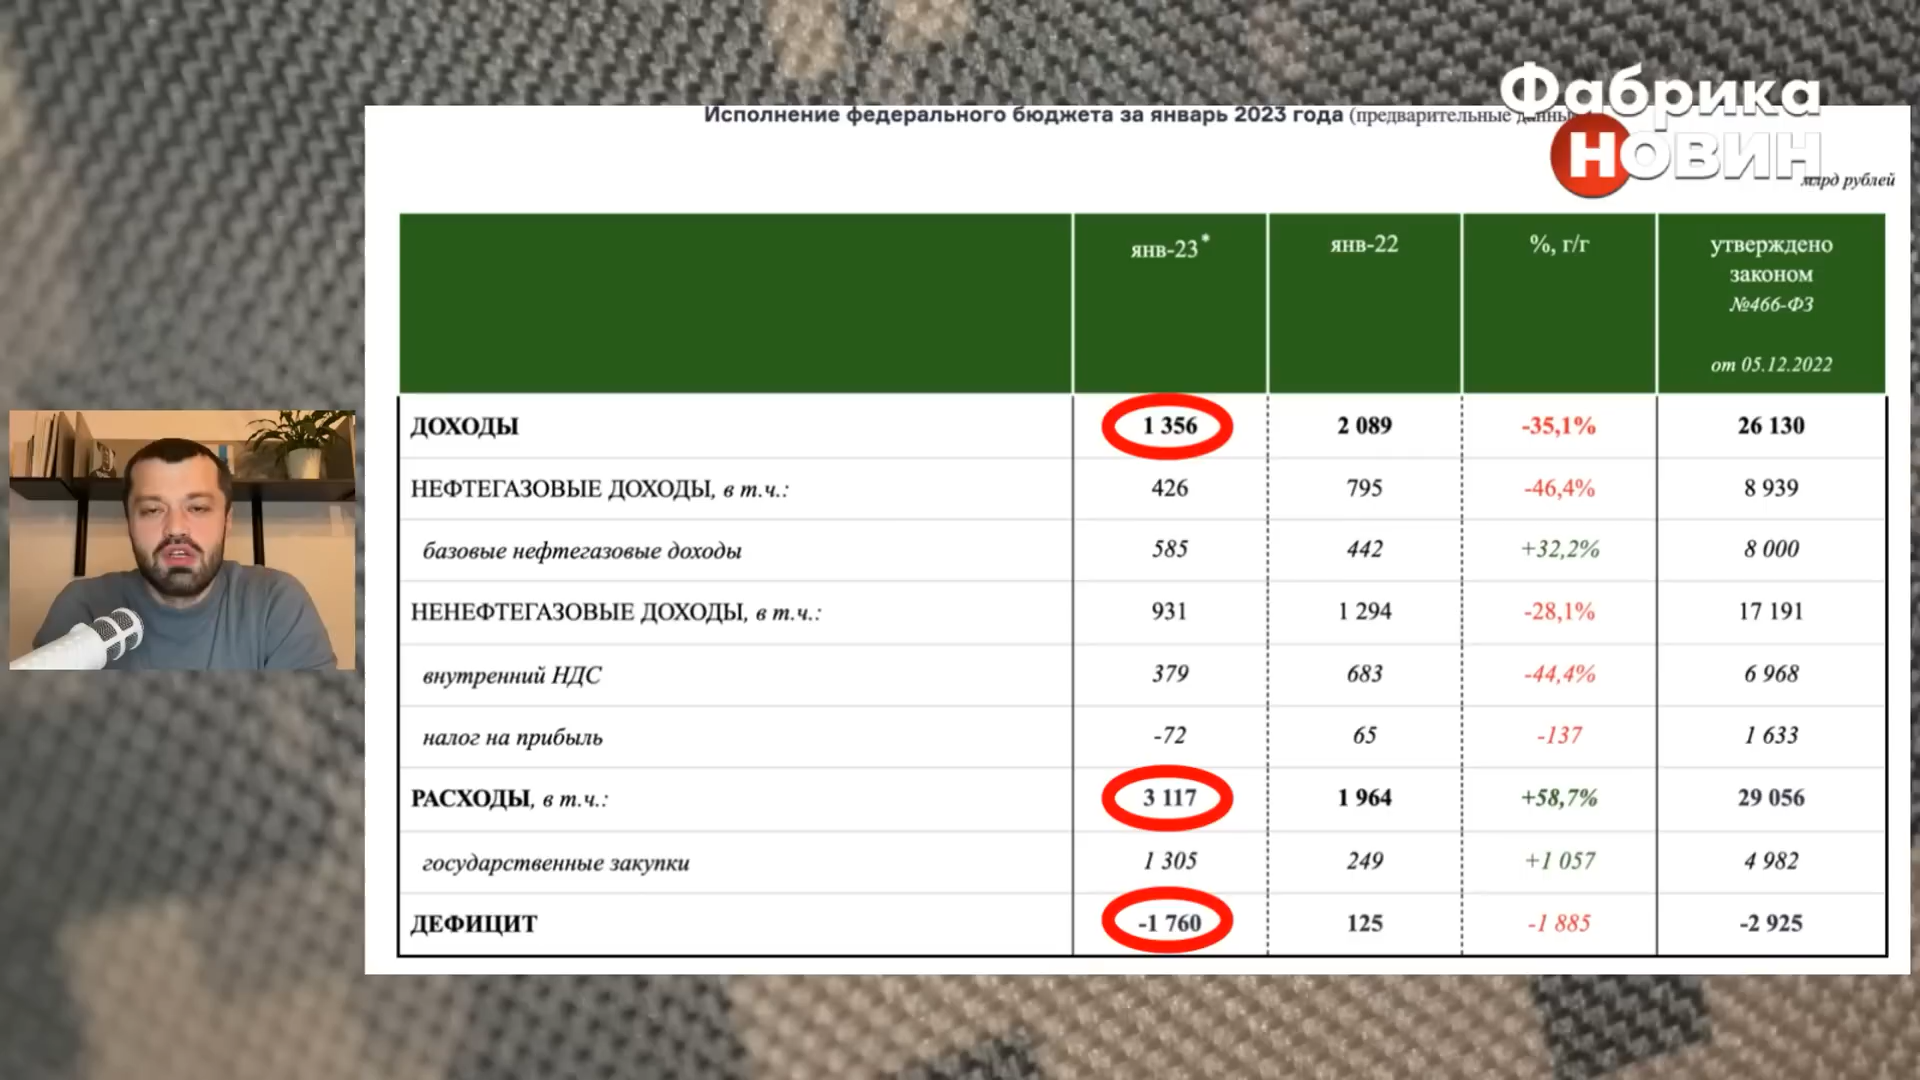 Фабрика
новин
Исполнение федерального бюджета за январь 2023 года (предварительные
млрд рублей
янв-23* янв-22 %, г/г утверждено
законом
№466-ФЗ
от 05.12.2022
ДОХОДЫ 1 356 2 089 -35,1% 26 130
НЕФТЕГАЗОВЫЕ ДОХОДЫ, в т.ч.: 426 795 -46,4% 8 939
базовые нефтегазовые доходы 585 442 +32,2% 8 000
НЕНЕФТЕГАЗОВЫЕ ДОХОДЫ, в т.ч.: 931 1 294 -28,1% 17 191
внутренний НДС 379 683 -44,4% 6 968
налог на прибыль -72 65 -137 1 633
РАСХОДЫ, в т.ч.: 3 117 1 964 +58,7% 29 056
государственные закупки 1 305 249 +1 057 4 982
ДЕФИЦИТ -1 760 125 -1 885 -2 925